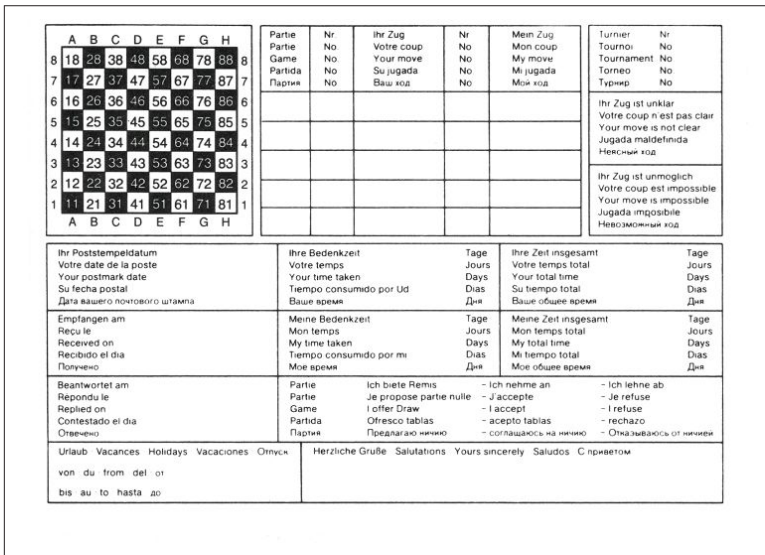 A B C D E F G H
8 18 28 38 48 58 68 78 88 8
7 17 27 37 47 57 67 77 87 7
6 16 26 36 46 56 66 76 86 6
5 15 25 35 45 55 65 75 85 5
4 14 24 34 44 54 64 74 84 4
3 13 23 33 43 53 63 73 83 3
2 12 22 32 42 52 62 72 82 2
1 11 21 31 41 51 61 71 81 1
A B C D E F G H
Partie Nr. Ihr Zug Nr Mein Zug
Partie No Votre coup No Mon coup
Game No Your move No My move
Partida No Su jugada No Mi jugada
Партия No Ваш ход No Мой ход
Turnier Nr
Tournoi No
Tournament No
Torneo No
Турнир No
Ihr Zug ist unklar
Votre coup n'est pas clair
Your move is not clear
Jugada maldefinida
Неясный ход
Ihr Zug ist unmoglich
Votre coup est impossible
Your move is impossible
Jugada imposibile
Невозможный ход
Ihr Poststempeldatum
Votre date de la poste
Your postmark date
Su fecha postal
Дата вашего почтового штампа
Ihre Bedenkzeit Tage
Votre temps Jours
Your time taken Days
Tiempo consumido por Ud Dias
Ваше время Дня
Ihre Zeit insgesamt Tage
Votre temps total Jours
Your total time Days
Su tiempo total Dias
Ваше общее время Дня
Empfangen am
Reçu le
Received on
Recibido el dia
Получено
Meine Bedenkzeit Tage
Mon temps Jours
My time taken Days
Tiempo consumido por mi Dias
Мое время Дня
Meine Zeit insgesamt Tage
Mon temps total Jours
My total time Days
Mi tiempo total Dias
Мое общее время Дня
Beantwortet am
Répondu le
Replied on
Contestado el dia
Отвечено
Partie Ich biete Remis - Ich nehme an - Ich lehne ab
Partie Je propose partie nulle - J'accepte - Je refuse
Game I offer Draw - I accept - I refuse
Partida Ofresco tablas - acepto tablas - rechazo
Партия Предлагаю ничию - соглашаюсь на ничию - Отказываюсь от ничией
Urlaub Vacances Holidays Vacaciones Отпуск
von du from del от
bis au to hasta до
Herzliche Gruße Salutations Yours sincerely Saludos С приветом